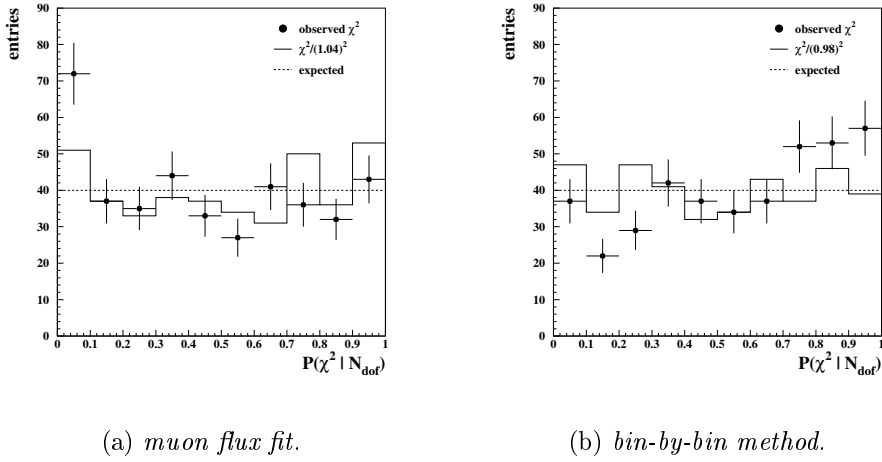 entries
90
80
70
60
50
40
30
20
10
0
observed χ²
χ²/(1.04)²
expected
0 0.1 0.2 0.3 0.4 0.5 0.6 0.7 0.8 0.9 1
P(χ² | N_dof)
(a) muon flux fit.
entries
90
80
70
60
50
40
30
20
10
0
observed χ²
χ²/(0.98)²
expected
0 0.1 0.2 0.3 0.4 0.5 0.6 0.7 0.8 0.9 1
P(χ² | N_dof)
(b) bin-by-bin method.